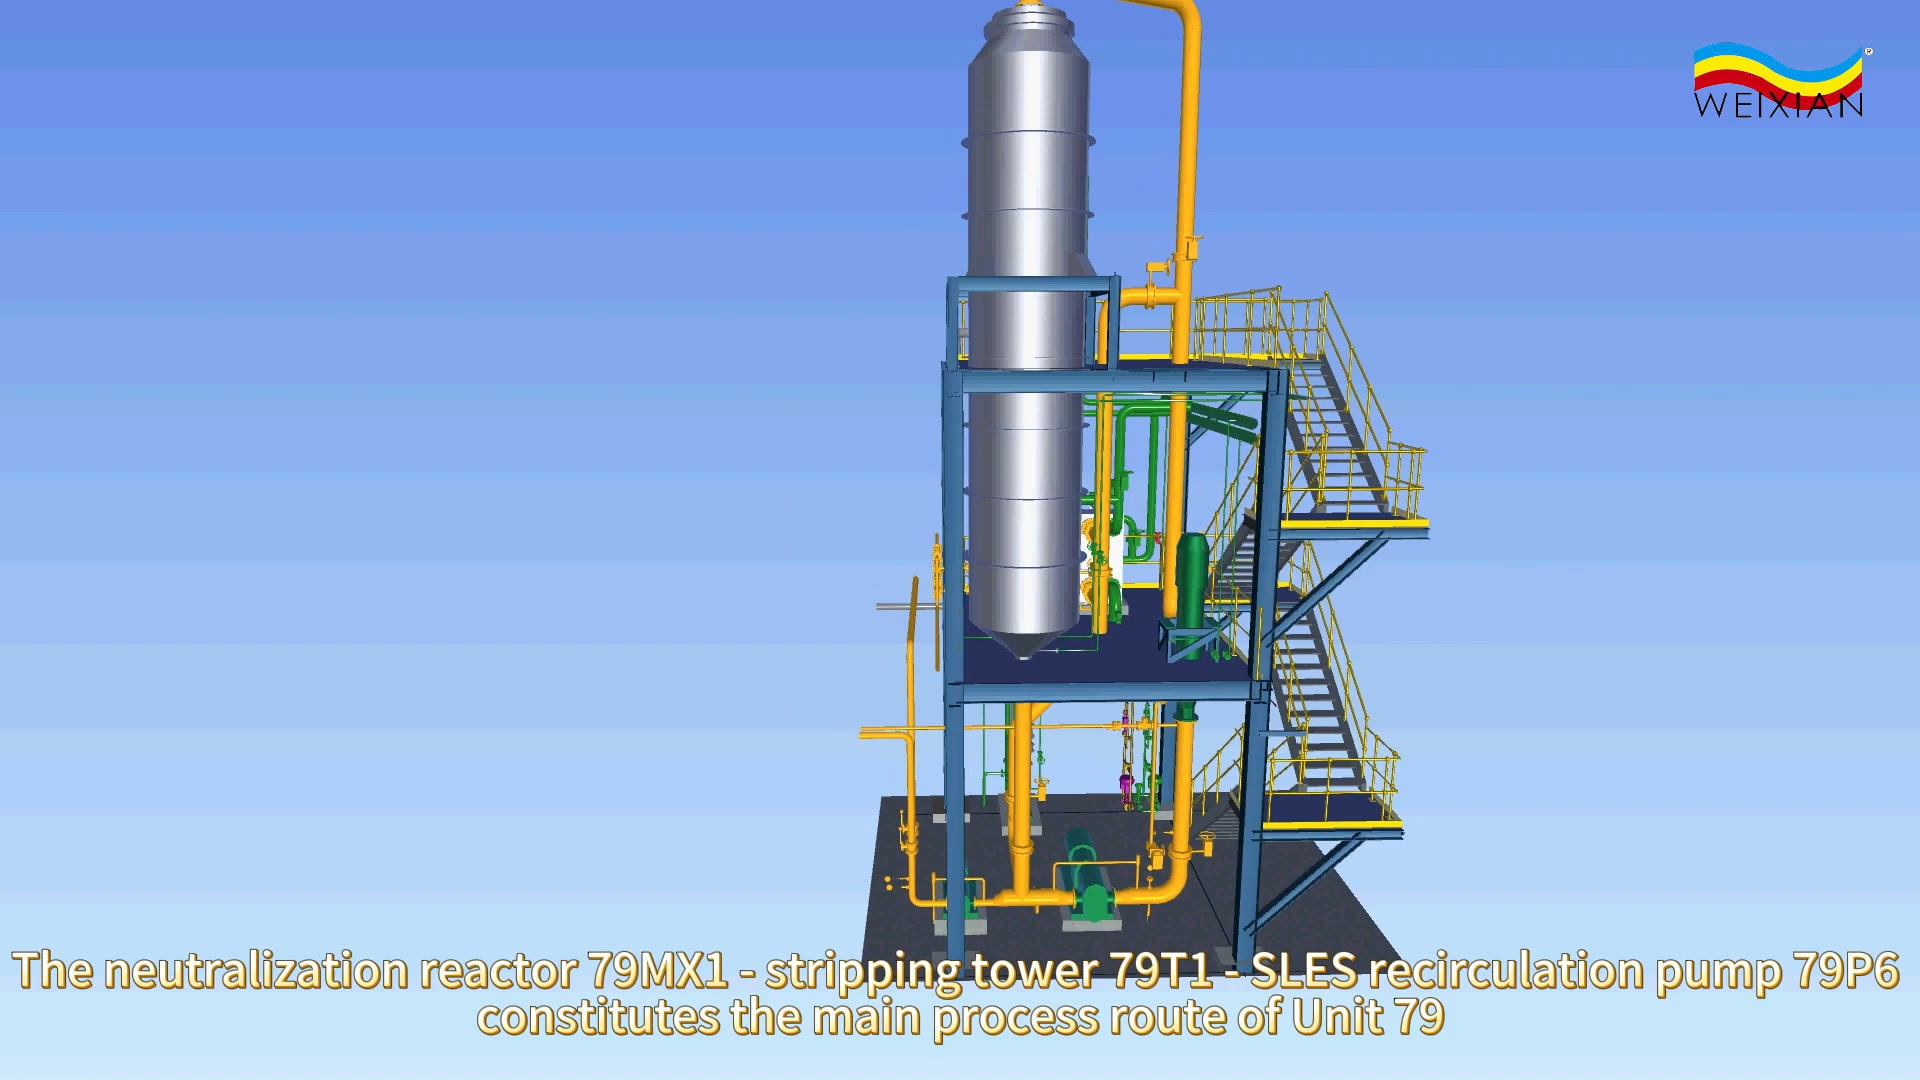 WEIXIAN
®
The neutralization reactor 79MX1 - stripping tower 79T1 - SLES recirculation pump 79P6
constitutes the main process route of Unit 79